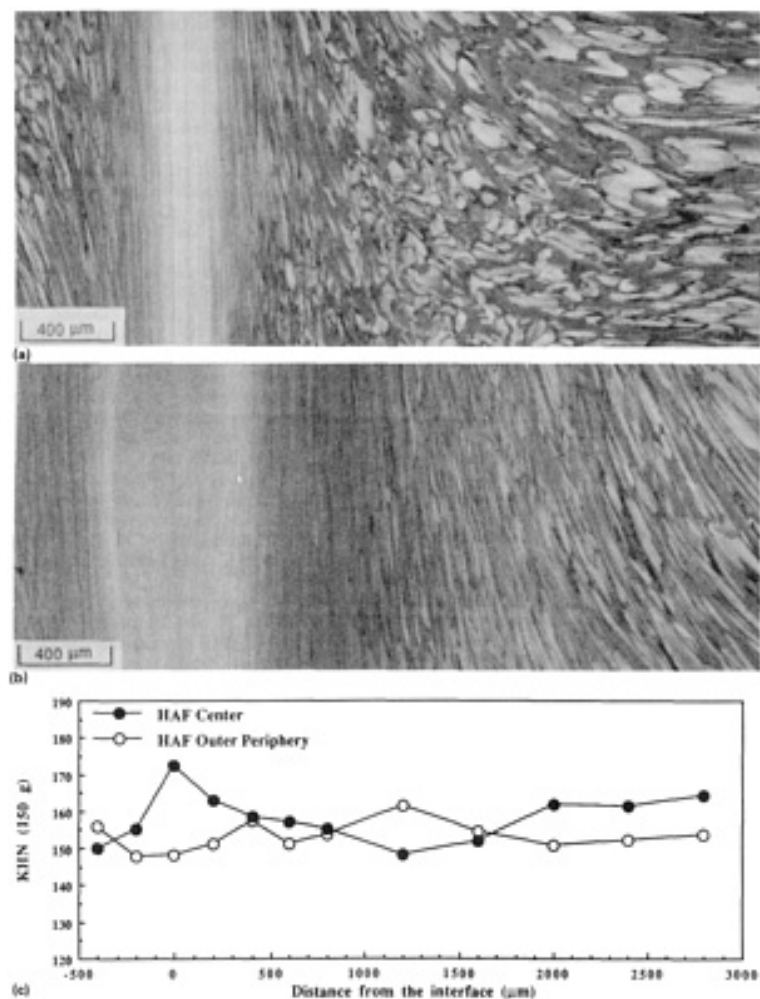 400 μm
(a)
400 μm
(b)
190
180
170
160
150
140
130
120
KHN (150 g)
HAF Center
HAF Outer Periphery
-500 0 500 1000 1500 2000 2500 3000
(c) Distance from the interface (μm)